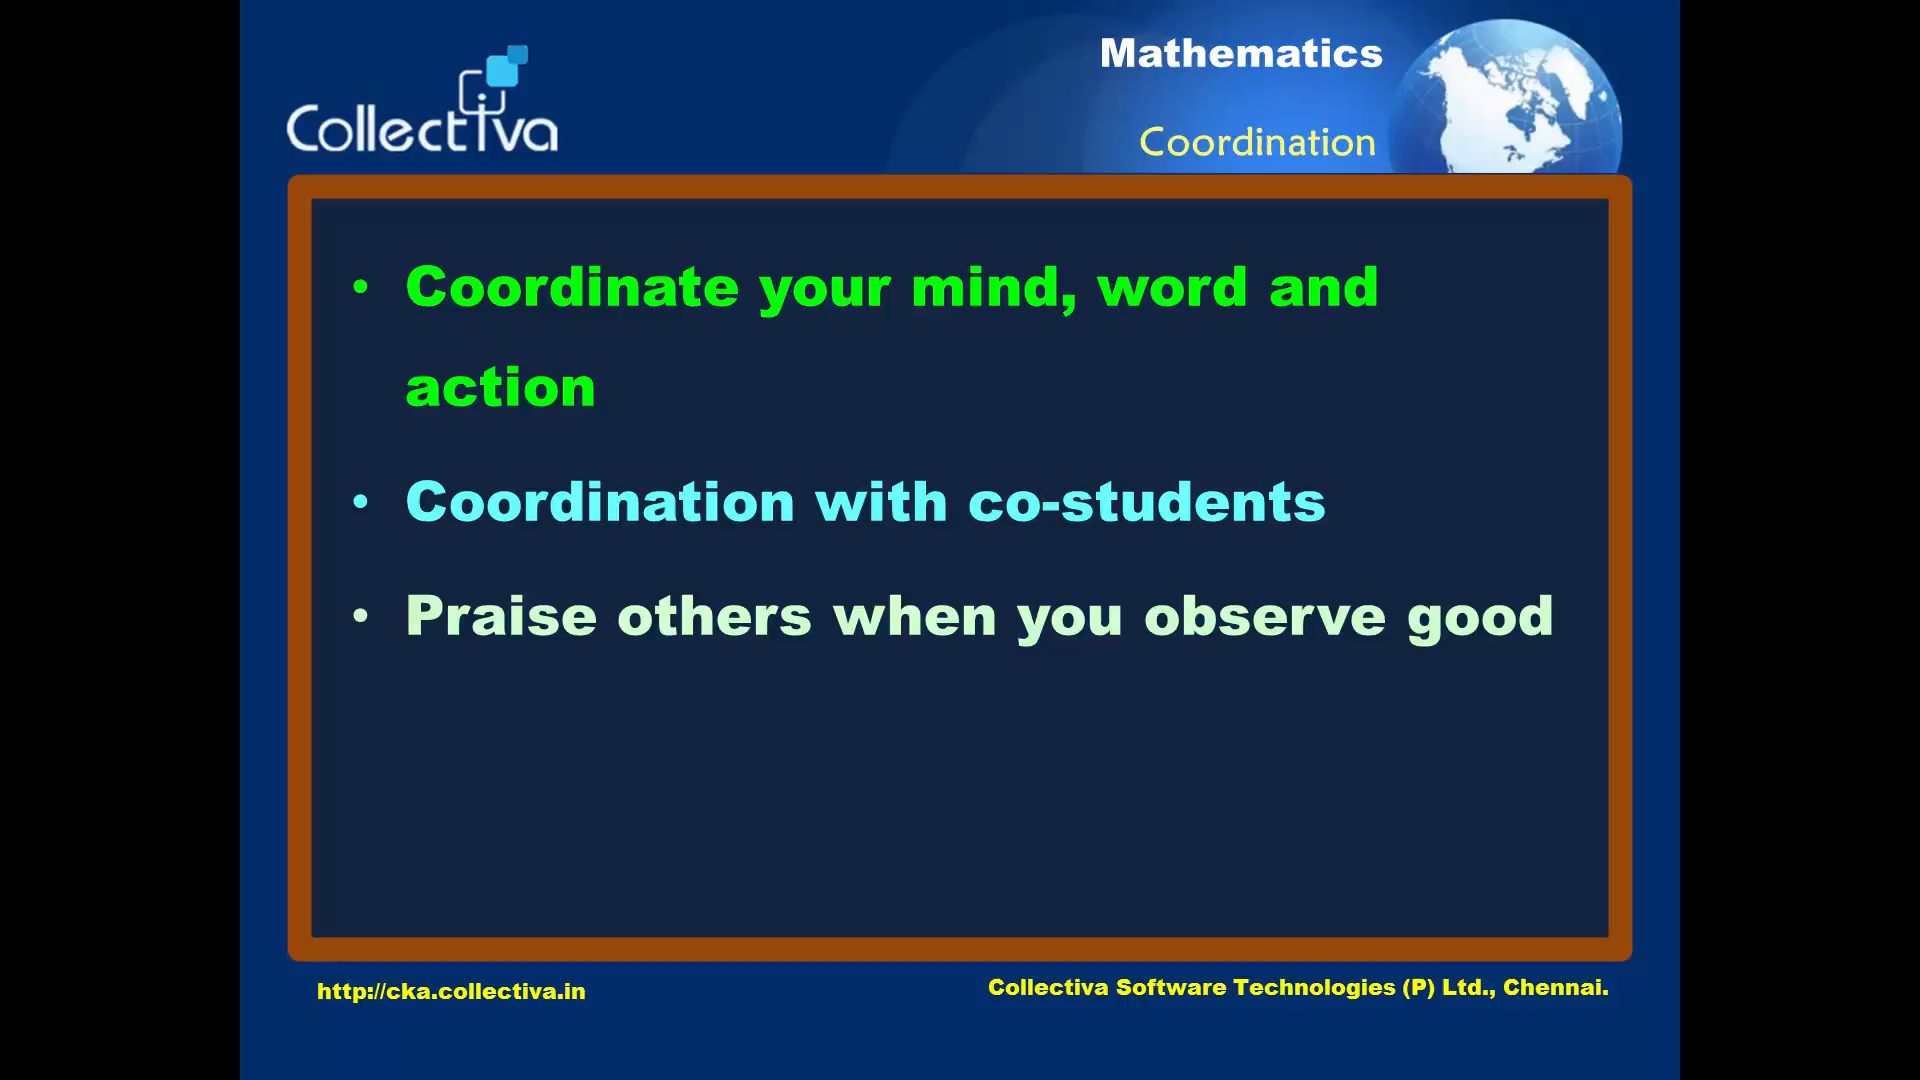 Collectiva
Mathematics
Coordination
• Coordinate your mind, word and
action
• Coordination with co-students
• Praise others when you observe good
http://cka.collectiva.in
Collectiva Software Technologies (P) Ltd., Chennai.